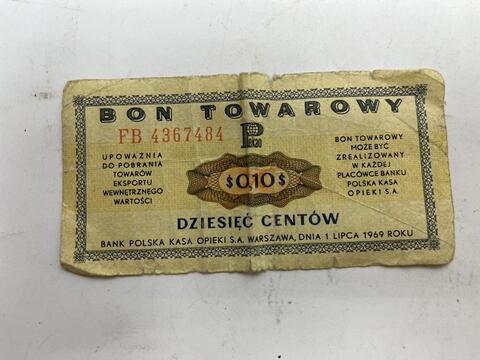 BON TOWAROWY
FB 4367484
PeKaO
UPOWAŻNIA
DO POBRANIA
TOWARÓW
EKSPORTU
WEWNĘTRZNEGO
WARTOŚCI
$0,10$
BON TOWAROWY
MOŻE BYĆ
ZREALIZOWANY
W KAŻDEJ
PLACÓWCE BANKU
POLSKA KASA
OPIEKI S.A.
DZIESIĘĆ CENTÓW
BANK POLSKA KASA OPIEKI S.A. WARSZAWA, DNIA 1 LIPCA 1969 ROKU